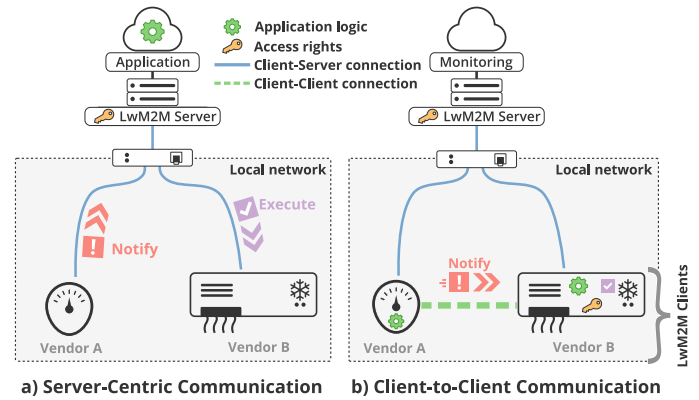 Application logic
Access rights
Client-Server connection
Client-Client connection
Application
LwM2M Server
Local network
Notify
Execute
Vendor A
Vendor B
a) Server-Centric Communication
Monitoring
LwM2M Server
Local network
Notify
Vendor A
Vendor B
LwM2M Clients
b) Client-to-Client Communication